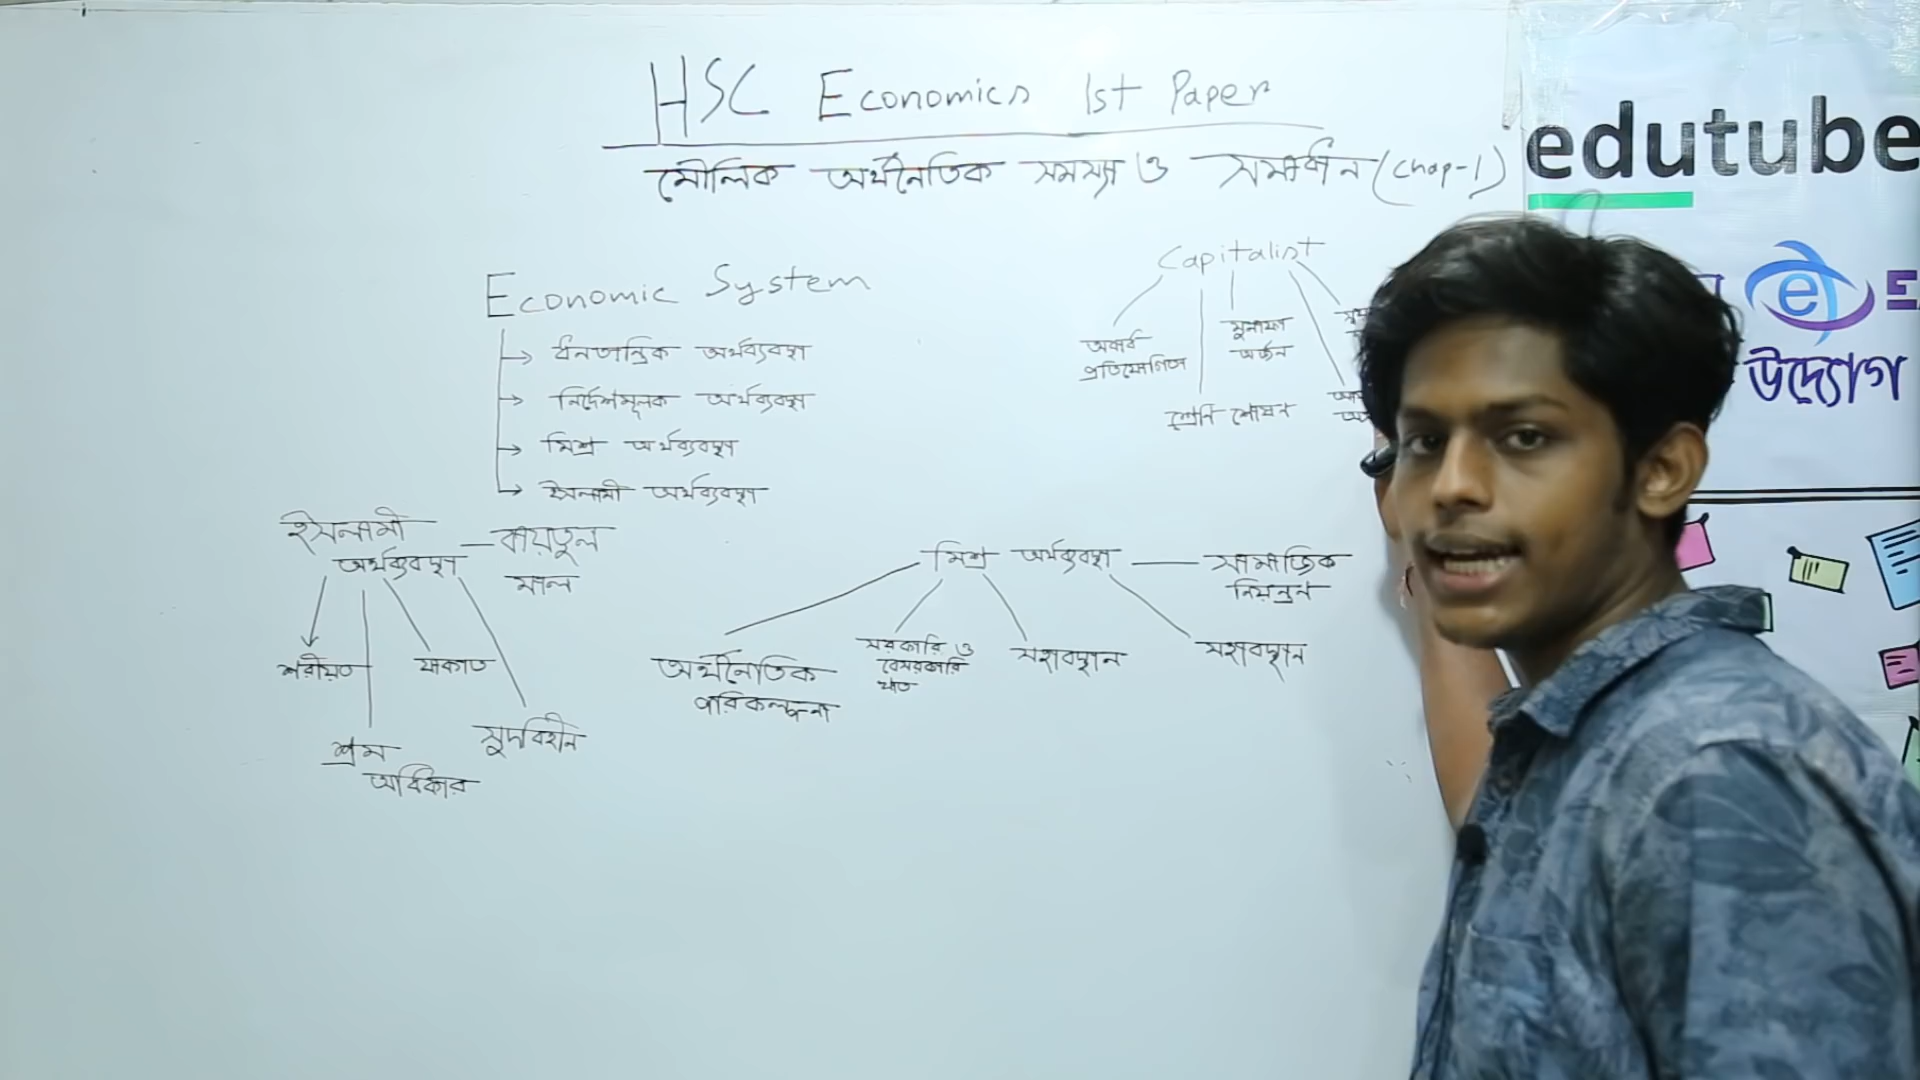 HSC Economics 1st Paper
মৌলিক অর্থনৈতিক সমস্যা ও সমাধান (Chap-1)
Economic System
ধনতান্ত্রিক অর্থব্যবস্থা
নির্দেশমূলক অর্থব্যবস্থা
মিশ্র অর্থব্যবস্থা
ইসলামী অর্থব্যবস্থা
Capitalist
অবাধ
প্রতিযোগিতা
মুনাফা
অর্জন
শ্রেনি শোষন
ইসলামী
অর্থব্যবস্থা
বায়তুল
মাল
শরীয়ত
যাকাত
শ্রম
অধিকার
সুদবিহীন
মিশ্র অর্থব্যবস্থা
সামাজিক
নিয়ন্ত্রন
অর্থনৈতিক
পরিকল্পনা
সরকারি ও
বেসরকারি
খাত
সহাবস্থান
সহাবস্থান
edutube
e
উদ্যোগ